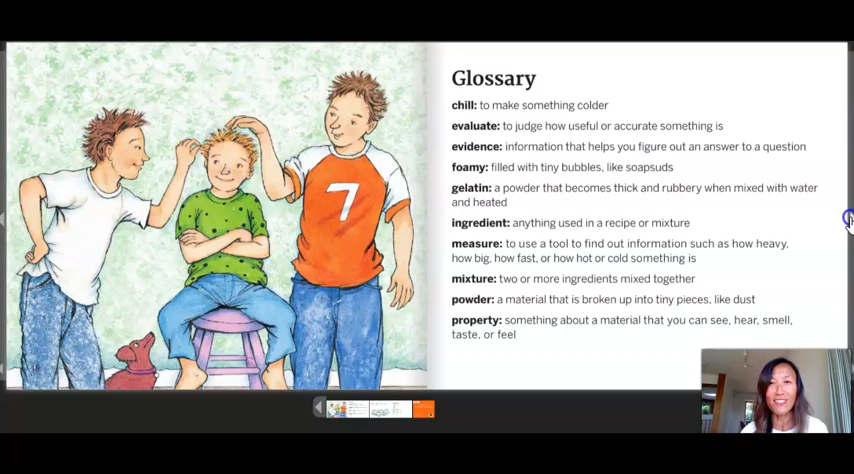 Glossary
chill: to make something colder
evaluate: to judge how useful or accurate something is
evidence: information that helps you figure out an answer to a question
foamy: filled with tiny bubbles, like soapsuds
gelatin: a powder that becomes thick and rubbery when mixed with water
and heated
ingredient: anything used in a recipe or mixture
measure: to use a tool to find out information such as how heavy,
how big, how fast, or how hot or cold something is
mixture: two or more ingredients mixed together
powder: a material that is broken up into tiny pieces, like dust
property: something about a material that you can see, hear, smell,
taste, or feel
7